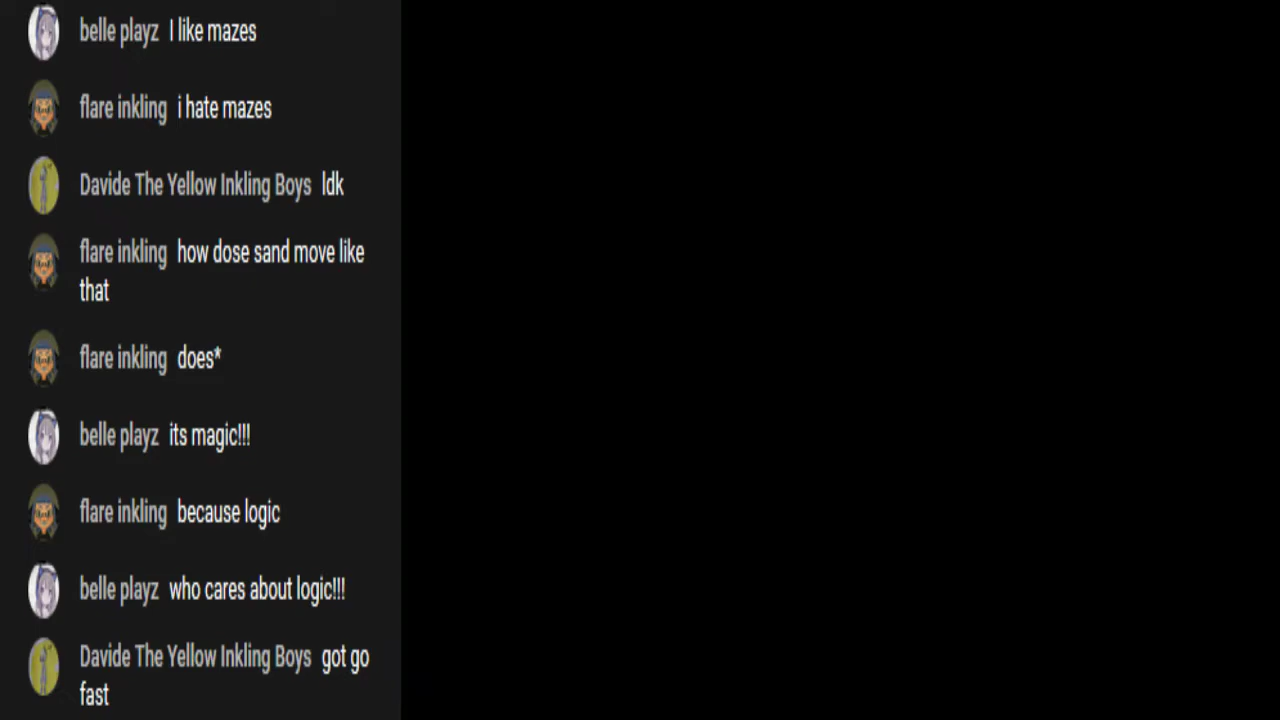 belle playz I like mazes
flare inkling i hate mazes
Davide The Yellow Inkling Boys Idk
flare inkling how dose sand move like
that
flare inkling does*
belle playz its magic!!!
flare inkling because logic
belle playz who cares about logic!!!
Davide The Yellow Inkling Boys got go
fast